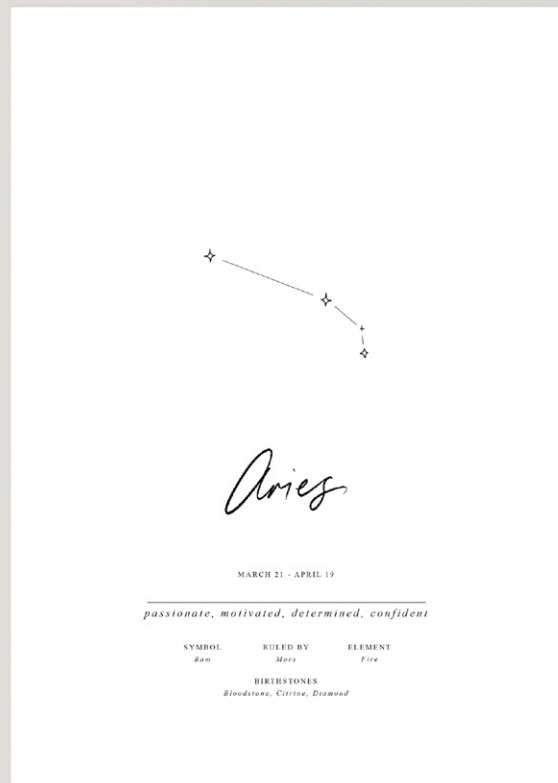 Aries
MARCH 21 - APRIL 19
passionate, motivated, determined, confident
SYMBOL RULED BY ELEMENT
Ram Mars Fire
BIRTHSTONES
Bloodstone, Citrine, Diamond